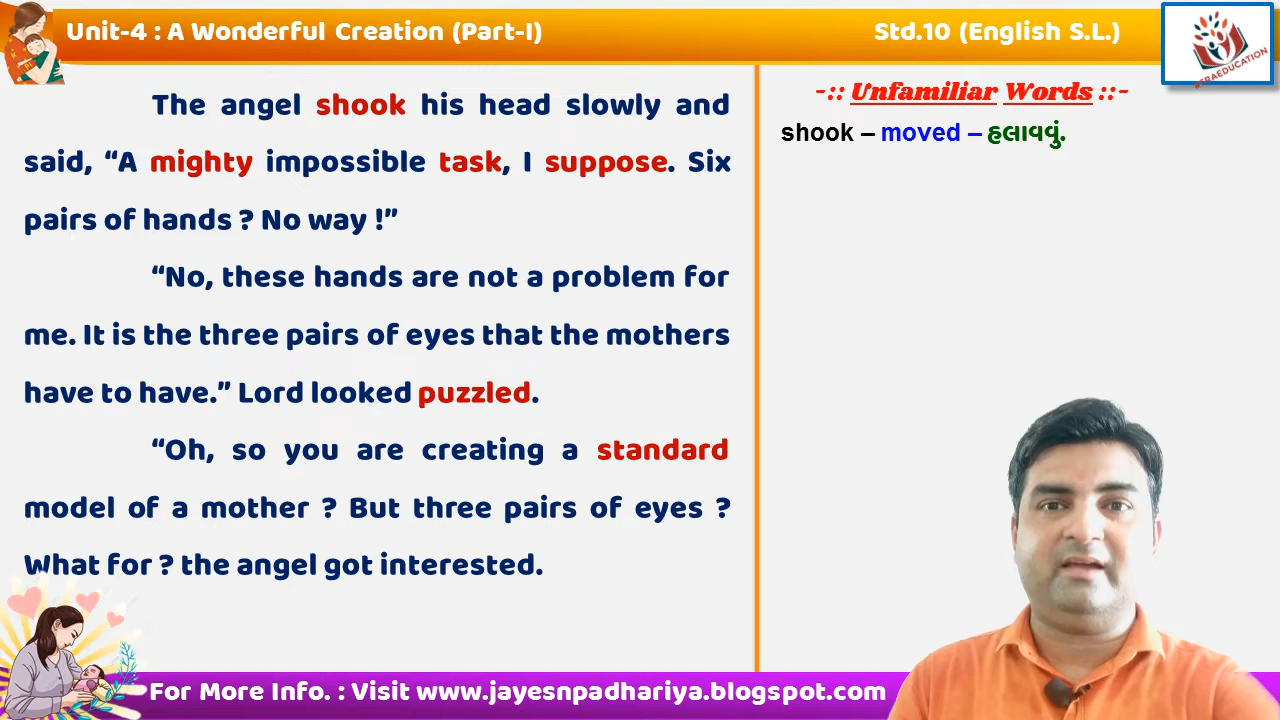 Unit-4 : A Wonderful Creation (Part-I)
Std.10 (English S.L.)
The angel shook his head slowly and
said, “A mighty impossible task, I suppose. Six
pairs of hands ? No way !”
“No, these hands are not a problem for
me. It is the three pairs of eyes that the mothers
have to have.” Lord looked puzzled.
“Oh, so you are creating a standard
model of a mother ? But three pairs of eyes ?
What for ? the angel got interested.
-:: Unfamiliar Words ::-
shook – moved – હલાવવું.
For More Info. : Visit www.jayesnpadhariya.blogspot.com